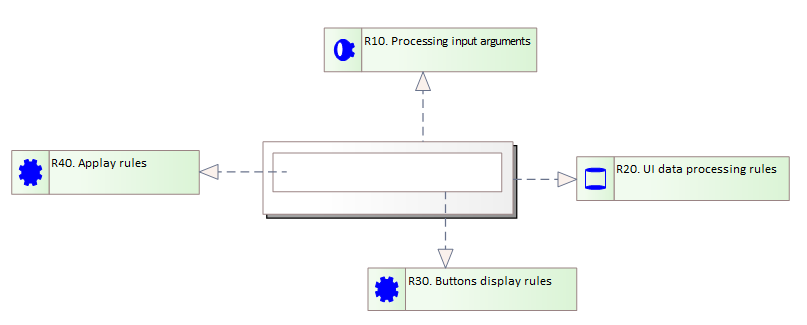 R10. Processing input arguments
R40. Applay rules
R20. UI data processing rules
R30. Buttons display rules